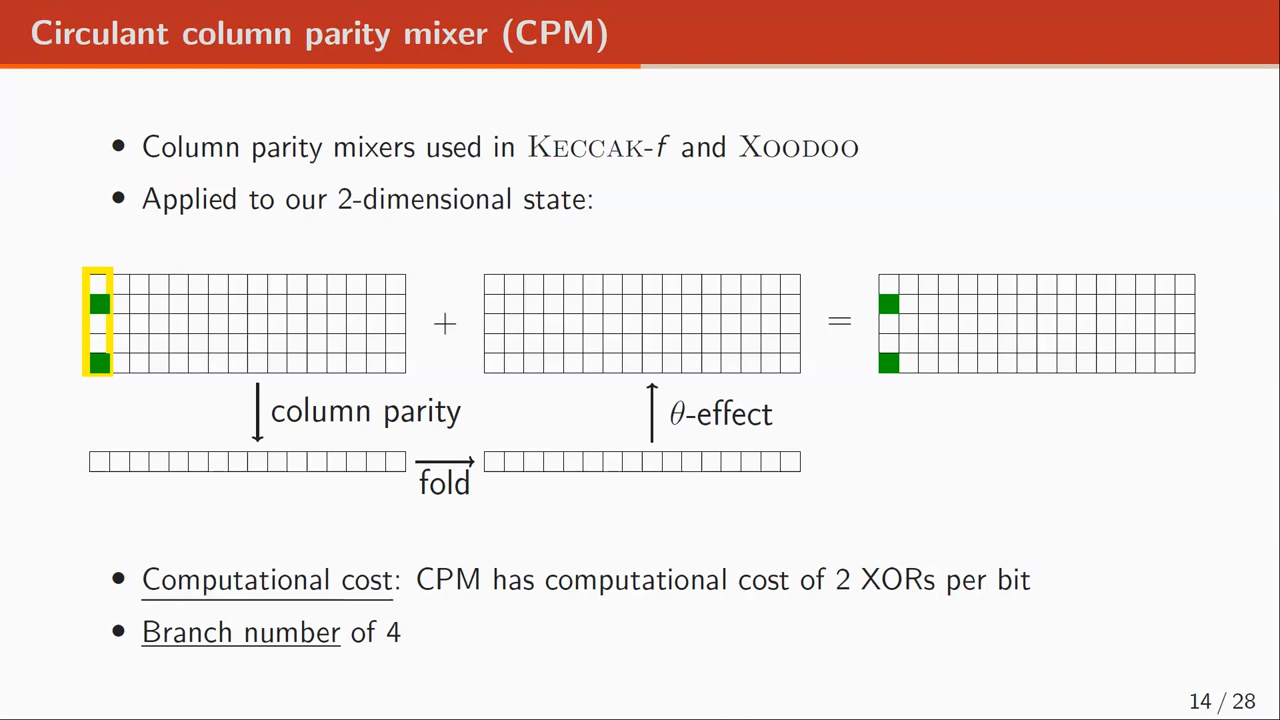 Circulant column parity mixer (CPM)
• Column parity mixers used in KECCAK-f and XOODOO
• Applied to our 2-dimensional state:
+
=
column parity
θ-effect
fold
• Computational cost: CPM has computational cost of 2 XORs per bit
• Branch number of 4
14 / 28